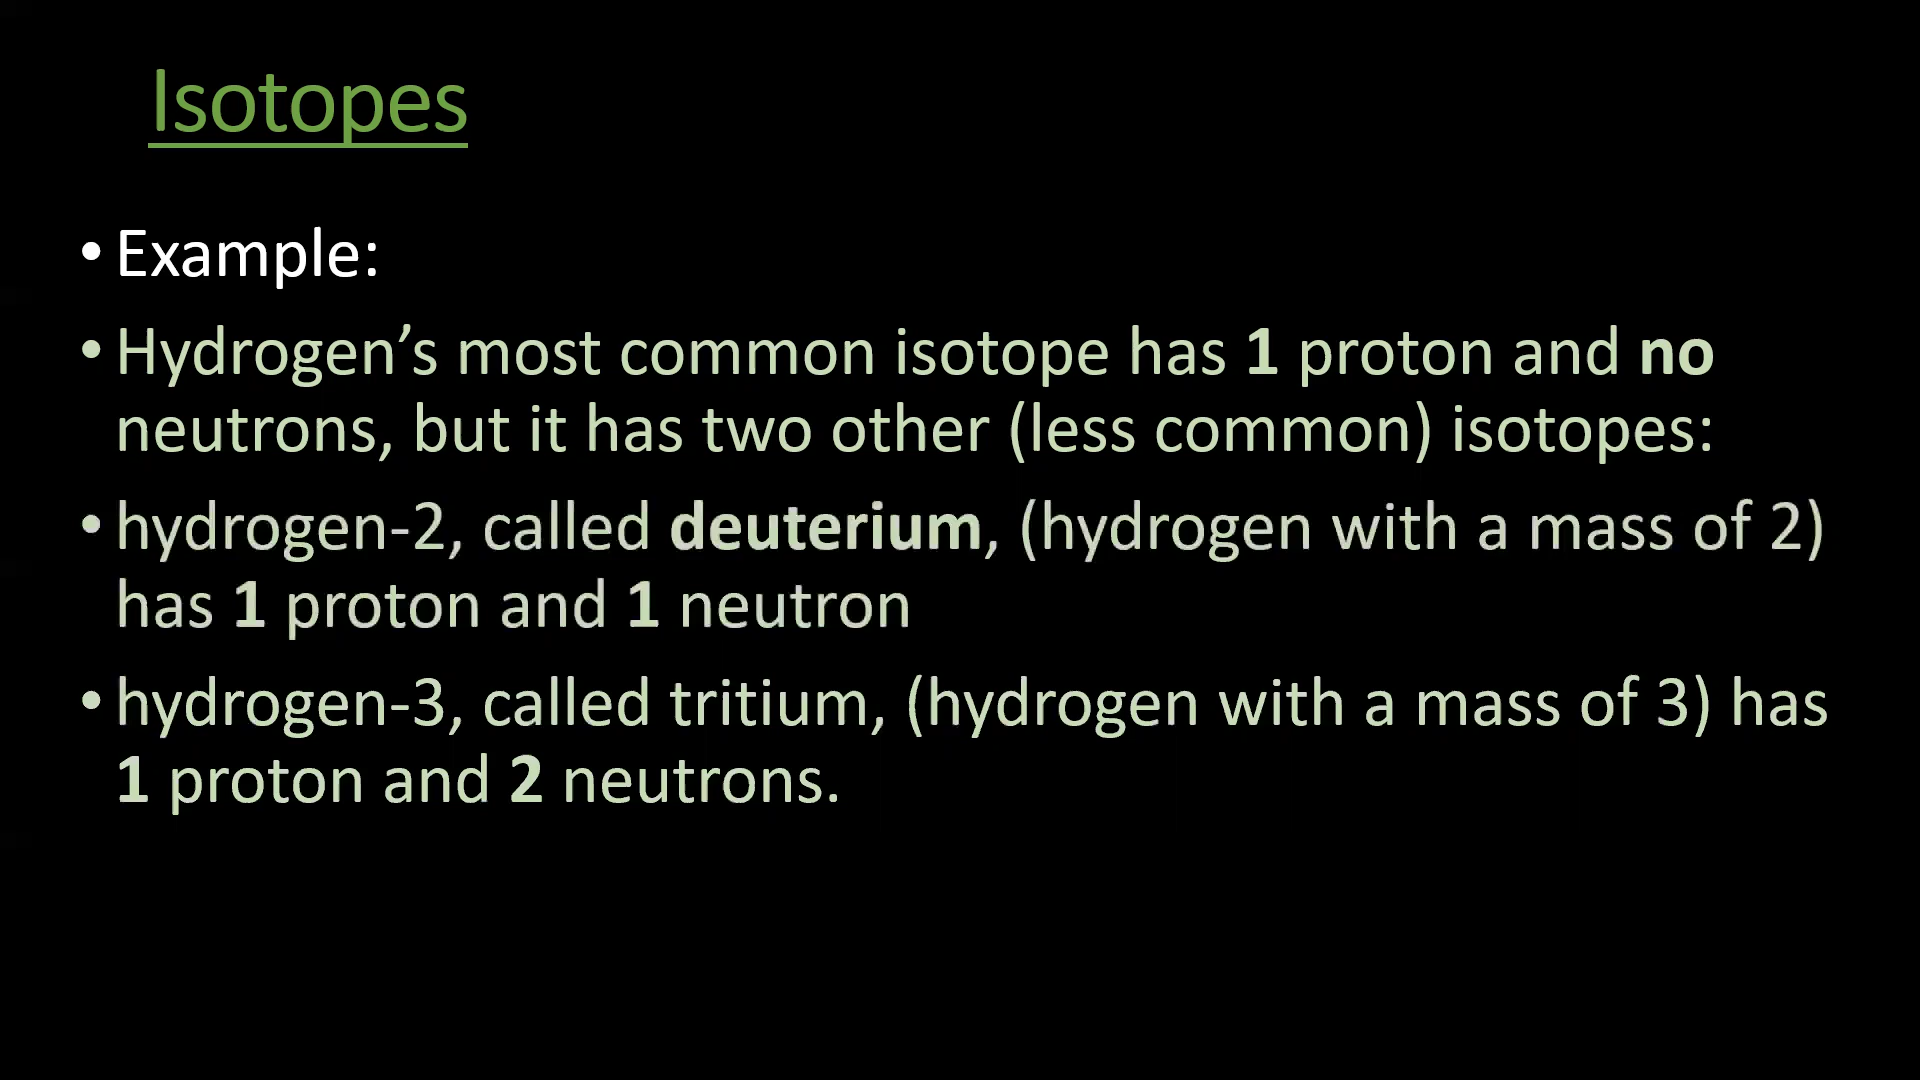 Isotopes
• Example:
• Hydrogen’s most common isotope has 1 proton and no
neutrons, but it has two other (less common) isotopes:
• hydrogen-2, called deuterium, (hydrogen with a mass of 2)
has 1 proton and 1 neutron
• hydrogen-3, called tritium, (hydrogen with a mass of 3) has
1 proton and 2 neutrons.